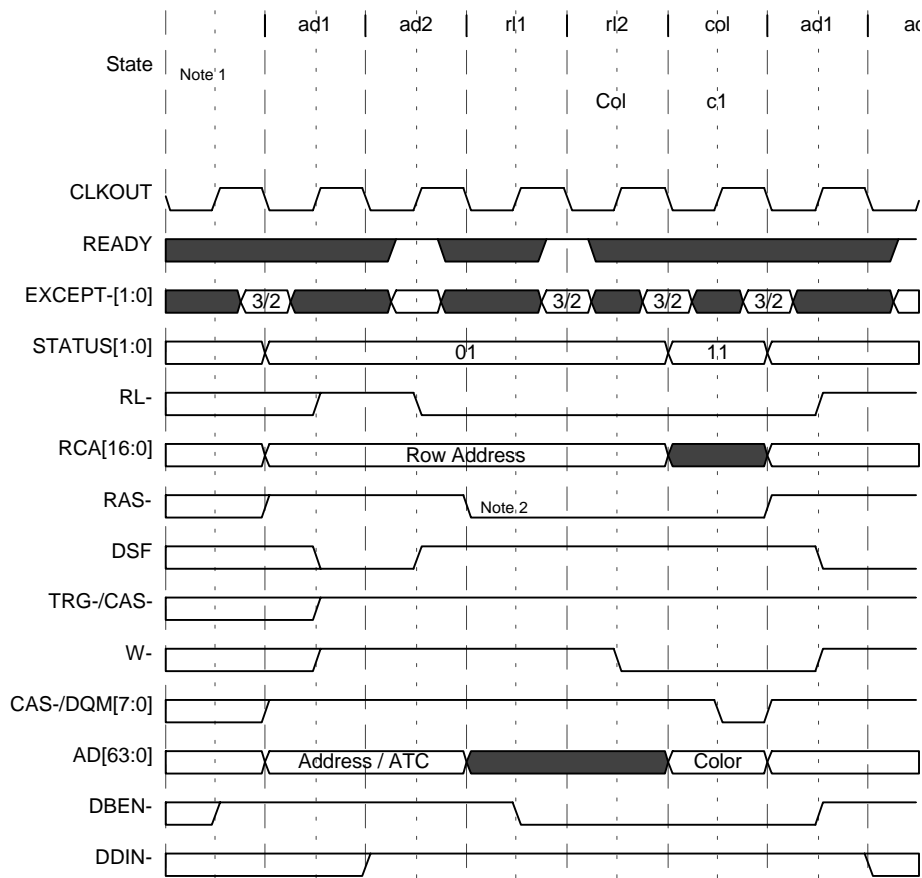 ad1 ad2 rl1 rl2 col ad1
State
Note 1
Col c1
CLKOUT
READY
EXCEPT-[1:0] 3/2 3/2 3/2 3/2
STATUS[1:0] 01 11
RL-
RCA[16:0] Row Address
RAS- Note 2
DSF
TRG-/CAS-
W-
CAS-/DQM[7:0]
AD[63:0] Address / ATC Color
DBEN-
DDIN-